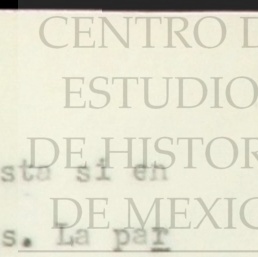 CENTRO D
ESTUDIO
DE HISTOR
sta si en
DE MEXIC
s. La par